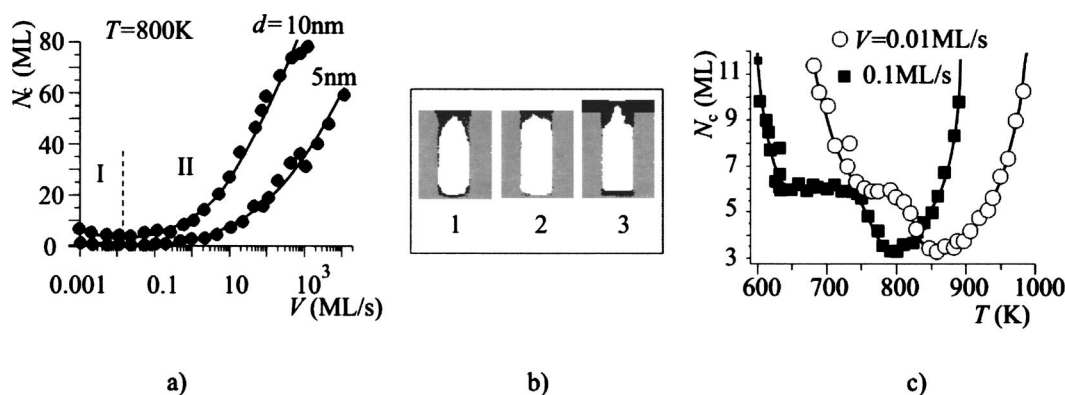 T=800K
d=10nm
5nm
I
II
N_c (ML)
80
60
40
20
0
0.001
0.1
10
10^3
V (ML/s)
a)
1
2
3
b)
V=0.01ML/s
0.1ML/s
N_c (ML)
11
9
7
6
5
3
600
700
800
900
1000
T (K)
c)